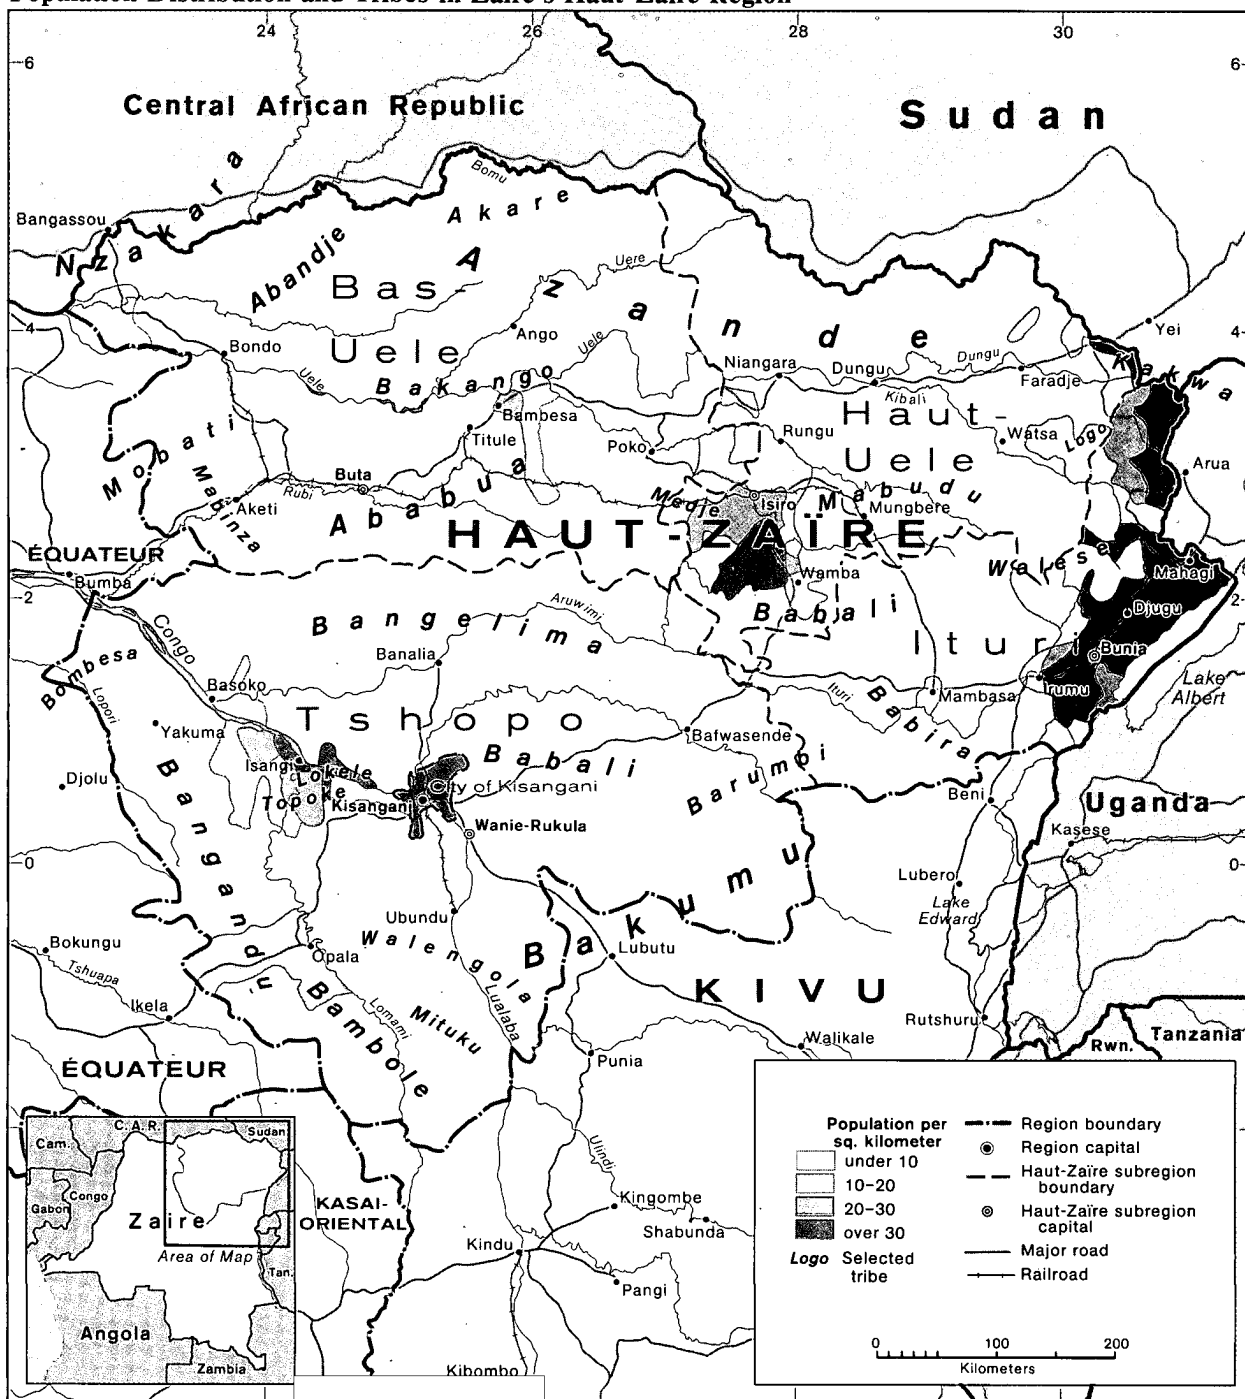 Population Distribution and Tribes in Zaire's Haut-Zaire Region
24
26
28
30
6
6
Central African Republic
Sudan
Bomu
Akare
Bangassou
Nzakara
Abandje
Azande
Bas-
Uele
Uere
4
4
Yei
Ango
Bondo
Uele
Uele
Niangara
Dungu
Dungu
Faradje
Kakwa
Bakango
Kibali
Bambesa
Haut-
Uele
Titule
Poko
Rungu
Watsa
Logo
Arua
Mobati
Mabinza
Buta
Rubi
Ababua
Medje
Isiro
Mabudu
Mungbere
Aketi
HAUT-ZAÏRE
ÉQUATEUR
Walese
Mahagi
Bumba
Wamba
2
2
Djugu
Aruwimi
Babali
Bangelima
Ituri
Bunia
Congo
Banalia
Bombesa
Lopori
Basoko
Ituri
Mambasa
Irumu
Lake
Albert
Tshopo
Babira
Yakuma
Bafwasende
Babali
Isangi
Lokele
Djolu
Topoke
City of Kisangani
Kisangani
Barumbi
Beni
Uganda
Wanie-Rukula
Kasese
0
0
Bangandu
Lubero
Lake
Edward
Ubundu
Bakumu
Bokungu
Walengola
Lubutu
Opala
Tshuapa
KIVU
Ikela
Bambole
Lomami
Mituku
Lualaba
Rutshuru
Tanzania
Walikale
Rwn.
Punia
ÉQUATEUR
C.A.R.
Sudan
Cam.
Congo
Gabon
Zaire
Area of Map
Tan.
Angola
Zambia
KASAI-
ORIENTAL
Ulindi
Kingombe
Shabunda
Kindu
Pangi
Kibombo
Population per
sq. kilometer
under 10
10-20
20-30
over 30
Logo Selected
tribe
Region boundary
Region capital
Haut-Zaïre subregion
boundary
Haut-Zaïre subregion
capital
Major road
Railroad
0 100 200
Kilometers